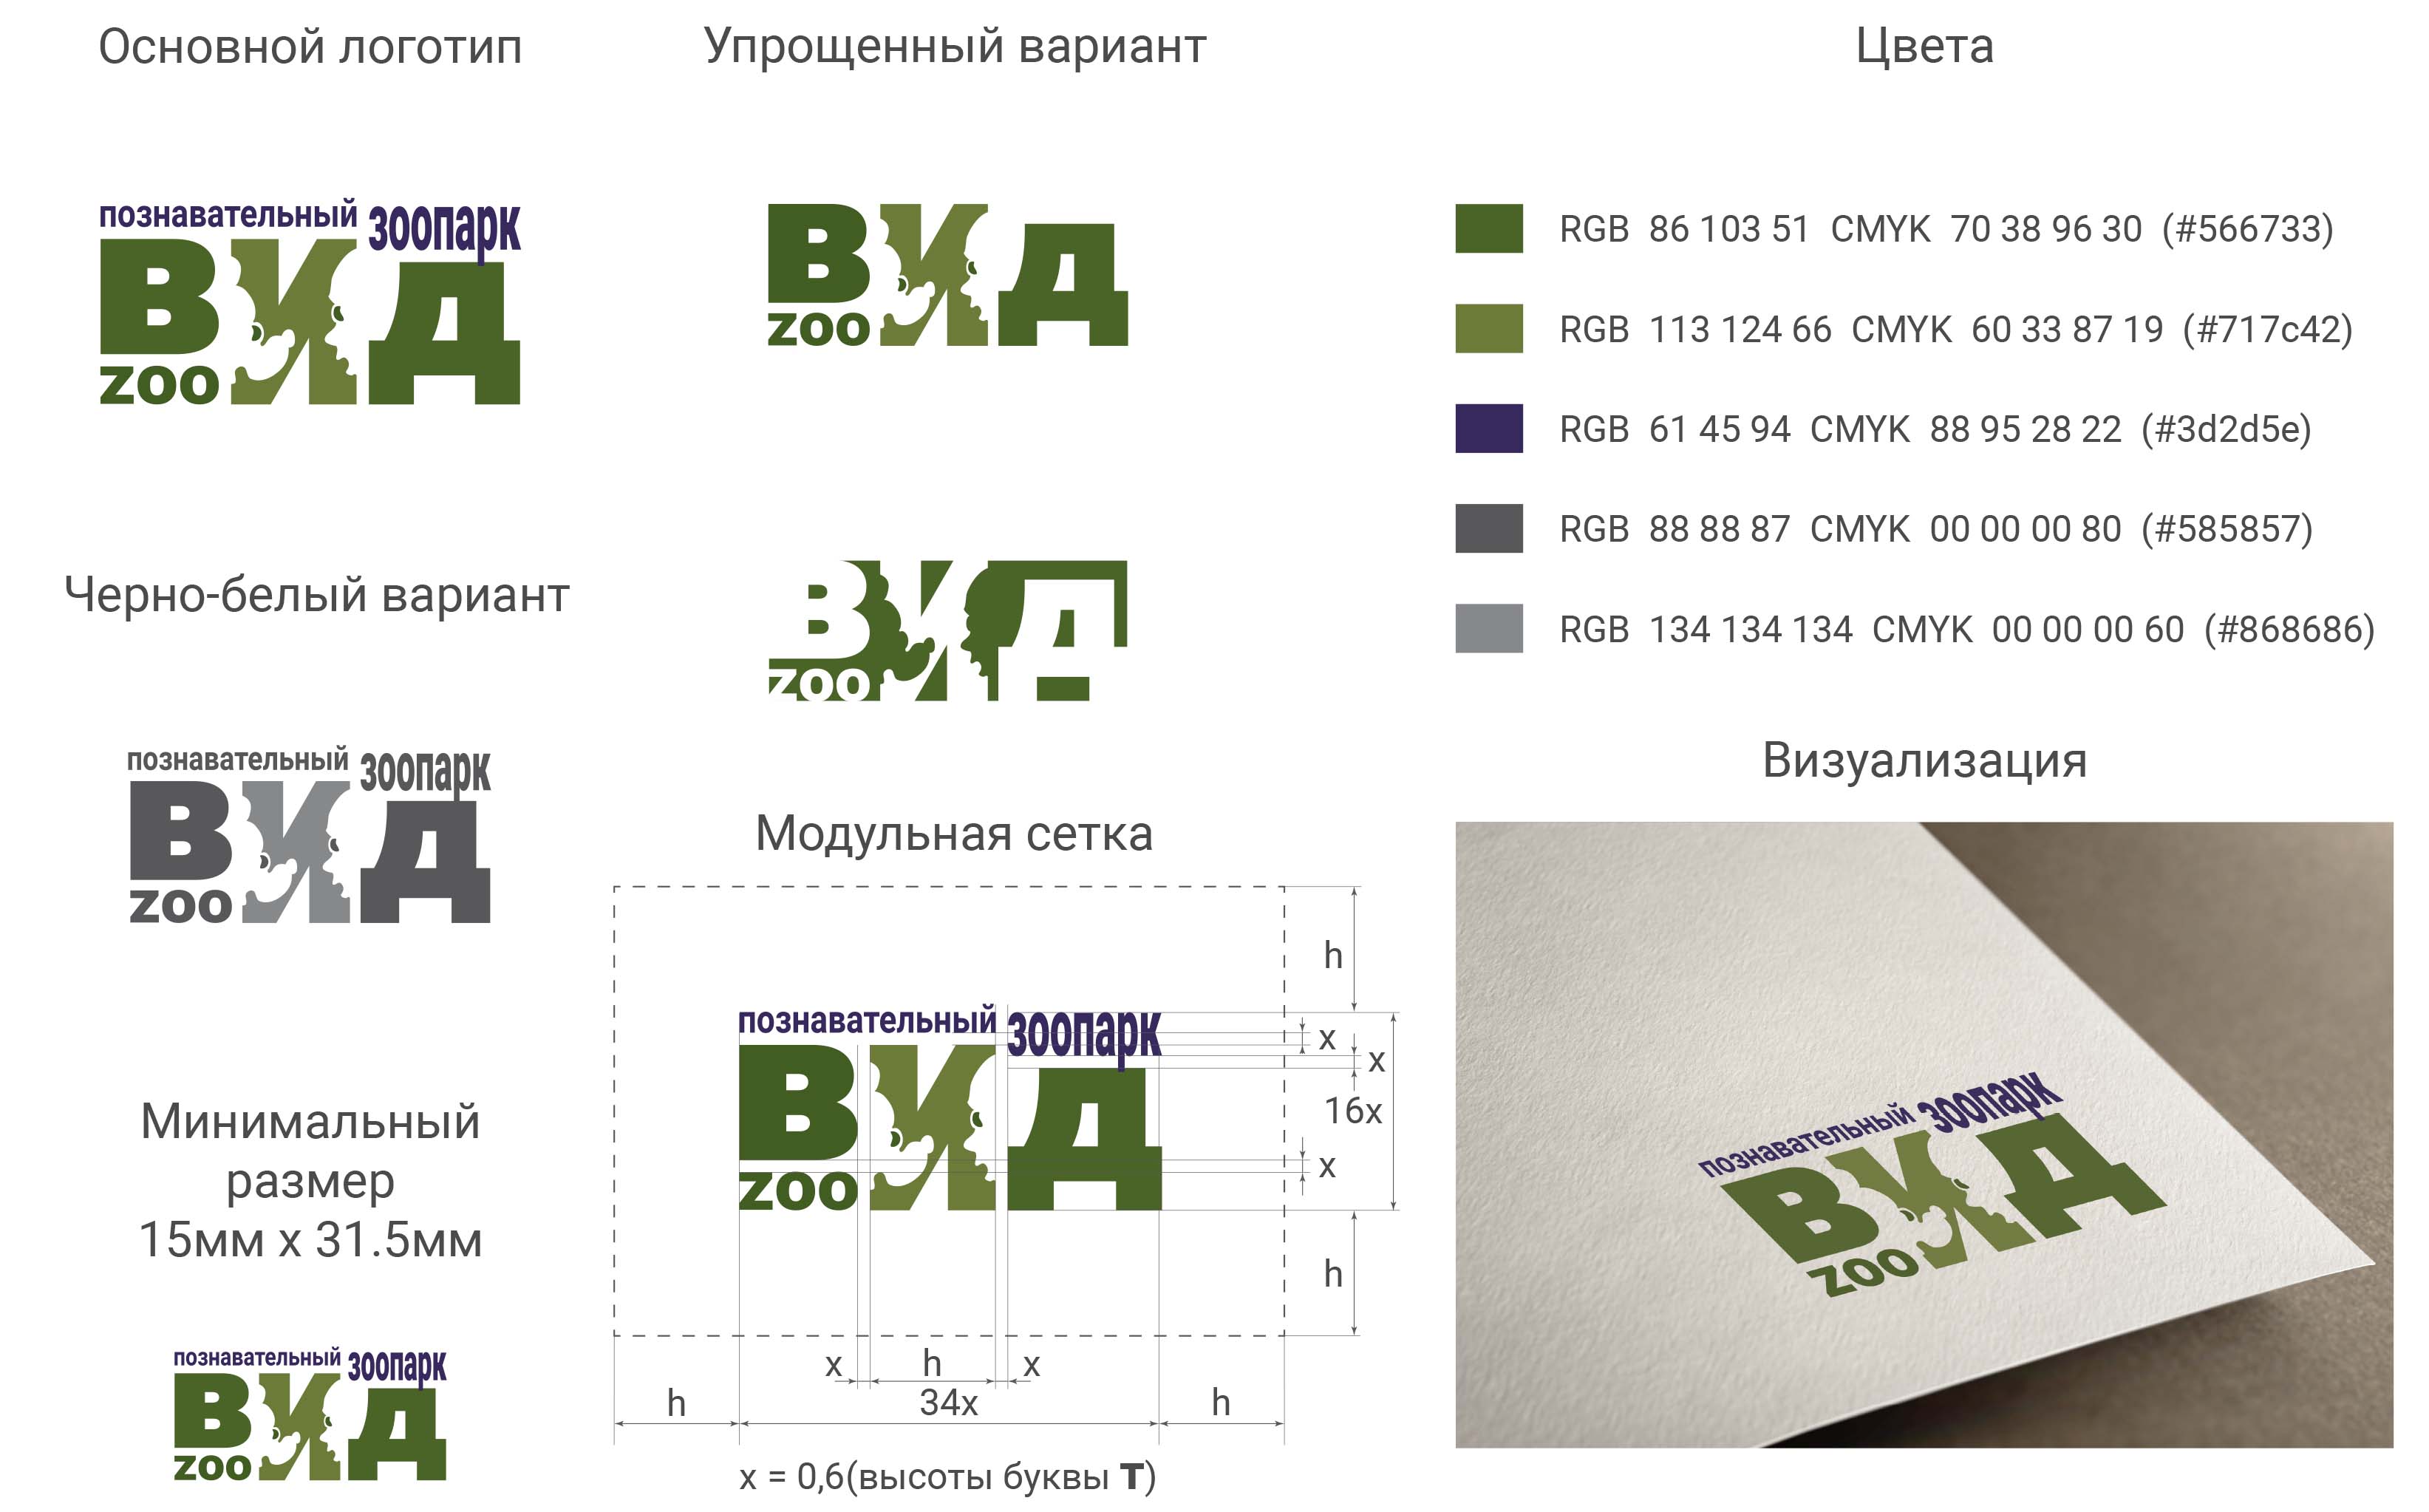 Основной логотип
познавательный зоопарк
вид
zoo
Черно-белый вариант
познавательный зоопарк
вид
zoo
Минимальный
размер
15мм x 31.5мм
познавательный зоопарк
вид
zoo
Упрощенный вариант
вид
zoo
вид
zoo
Модульная сетка
познавательный зоопарк
вид
zoo
h
x
x
16x
x
h
x h x
h 34x h
x = 0,6(высоты буквы т)
Цвета
RGB 86 103 51 CMYK 70 38 96 30 (#566733)
RGB 113 124 66 CMYK 60 33 87 19 (#717c42)
RGB 61 45 94 CMYK 88 95 28 22 (#3d2d5e)
RGB 88 88 87 CMYK 00 00 00 80 (#585857)
RGB 134 134 134 CMYK 00 00 00 60 (#868686)
Визуализация
познавательный зоопарк
вид
zoo